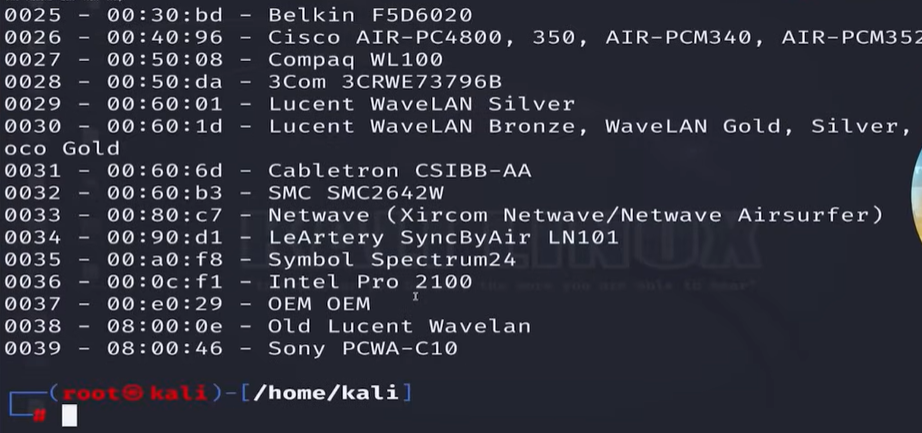 0025 - 00:30:bd - Belkin F5D6020
0026 - 00:40:96 - Cisco AIR-PC4800, 350, AIR-PCM340, AIR-PCM352
0027 - 00:50:08 - Compaq WL100
0028 - 00:50:da - 3Com 3CRWE73796B
0029 - 00:60:01 - Lucent WaveLAN Silver
0030 - 00:60:1d - Lucent WaveLAN Bronze, WaveLAN Gold, Silver,
oco Gold
0031 - 00:60:6d - Cabletron CSIBB-AA
0032 - 00:60:b3 - SMC SMC2642W
0033 - 00:80:c7 - Netwave (Xircom Netwave/Netwave Airsurfer)
0034 - 00:90:d1 - LeArtery SyncByAir LN101
0035 - 00:a0:f8 - Symbol Spectrum24
0036 - 00:0c:f1 - Intel Pro 2100
0037 - 00:e0:29 - OEM OEM
0038 - 08:00:0e - Old Lucent Wavelan
0039 - 08:00:46 - Sony PCWA-C10
(root㉿kali)-[/home/kali]
#